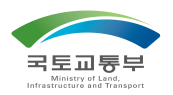 국토교통부
Ministry of Land,
Infrastructure and Transport